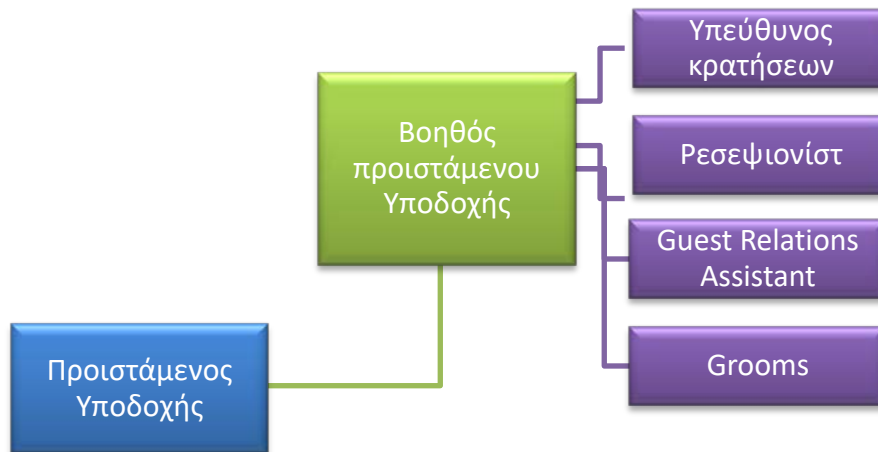 Υπεύθυνος
κρατήσεων
Βοηθός
προιστάμενου
Υποδοχής
Ρεσεψιονίστ
Guest Relations
Assistant
Grooms
Προιστάμενος
Υποδοχής